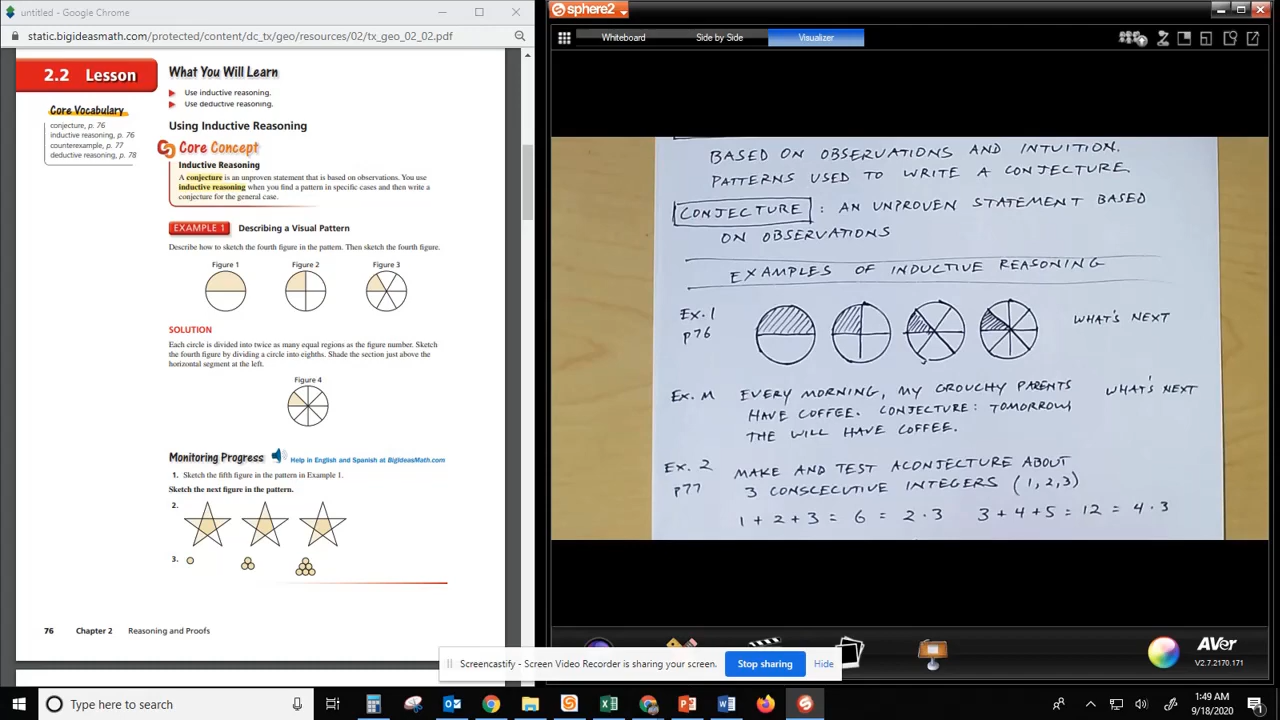 untitled - Google Chrome
static.bigideasmath.com/protected/content/dc_tx/geo/resources/02/tx_geo_02_02.pdf
2.2 Lesson
What You Will Learn
Use inductive reasoning.
Use deductive reasoning.
Core Vocabulary
conjecture, p. 76
inductive reasoning, p. 76
counterexample, p. 77
deductive reasoning, p. 78
Using Inductive Reasoning
Core Concept
Inductive Reasoning
A conjecture is an unproven statement that is based on observations. You use
inductive reasoning when you find a pattern in specific cases and then write a
conjecture for the general case.
EXAMPLE 1 Describing a Visual Pattern
Describe how to sketch the fourth figure in the pattern. Then sketch the fourth figure.
Figure 1 Figure 2 Figure 3
SOLUTION
Each circle is divided into twice as many equal regions as the figure number. Sketch
the fourth figure by dividing a circle into eighths. Shade the section just above the
horizontal segment at the left.
Figure 4
Monitoring Progress Help in English and Spanish at BigIdeasMath.com
1. Sketch the fifth figure in the pattern in Example 1.
Sketch the next figure in the pattern.
2.
3.
76 Chapter 2 Reasoning and Proofs
sphere2
Whiteboard Side by Side Visualizer
BASED ON OBSERVATIONS AND INTUITION.
PATTERNS USED TO WRITE A CONJECTURE.
CONJECTURE : AN UNPROVEN STATEMENT BASED
ON OBSERVATIONS
EXAMPLES OF INDUCTIVE REASONING
Ex. 1 WHAT'S NEXT
p76
Ex. M EVERY MORNING, MY GROUCHY PARENTS WHAT'S NEXT
HAVE COFFEE. CONJECTURE: TOMORROW,
THE WILL HAVE COFFEE.
Ex. 2 MAKE AND TEST ACONJECTURE ABOUT
p77 3 CONSCECUTIVE INTEGERS (1,2,3)
1 + 2 + 3 = 6 = 2·3 3 + 4 + 5 = 12 = 4·3
AVer
V2.7.2170.171
Screencastify - Screen Video Recorder is sharing your screen. Stop sharing Hide
Type here to search
1:49 AM
9/18/2020